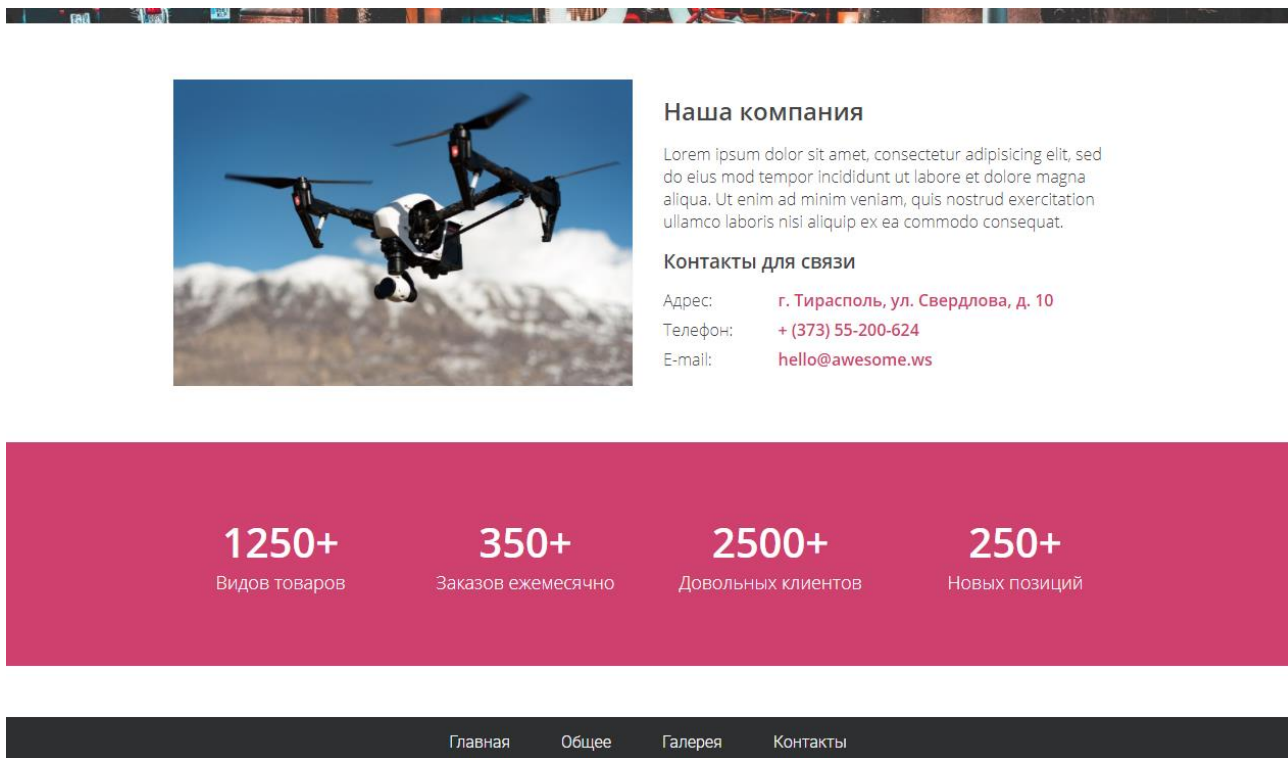 Наша компания
Lorem ipsum dolor sit amet, consectetur adipisicing elit, sed
do eius mod tempor incididunt ut labore et dolore magna
aliqua. Ut enim ad minim veniam, quis nostrud exercitation
ullamco laboris nisi aliquip ex ea commodo consequat.
Контакты для связи
Адрес: г. Тирасполь, ул. Свердлова, д. 10
Телефон: + (373) 55-200-624
E-mail: hello@awesome.ws
1250+ 350+ 2500+ 250+
Видов товаров Заказов ежемесячно Довольных клиентов Новых позиций
Главная Общее Галерея Контакты